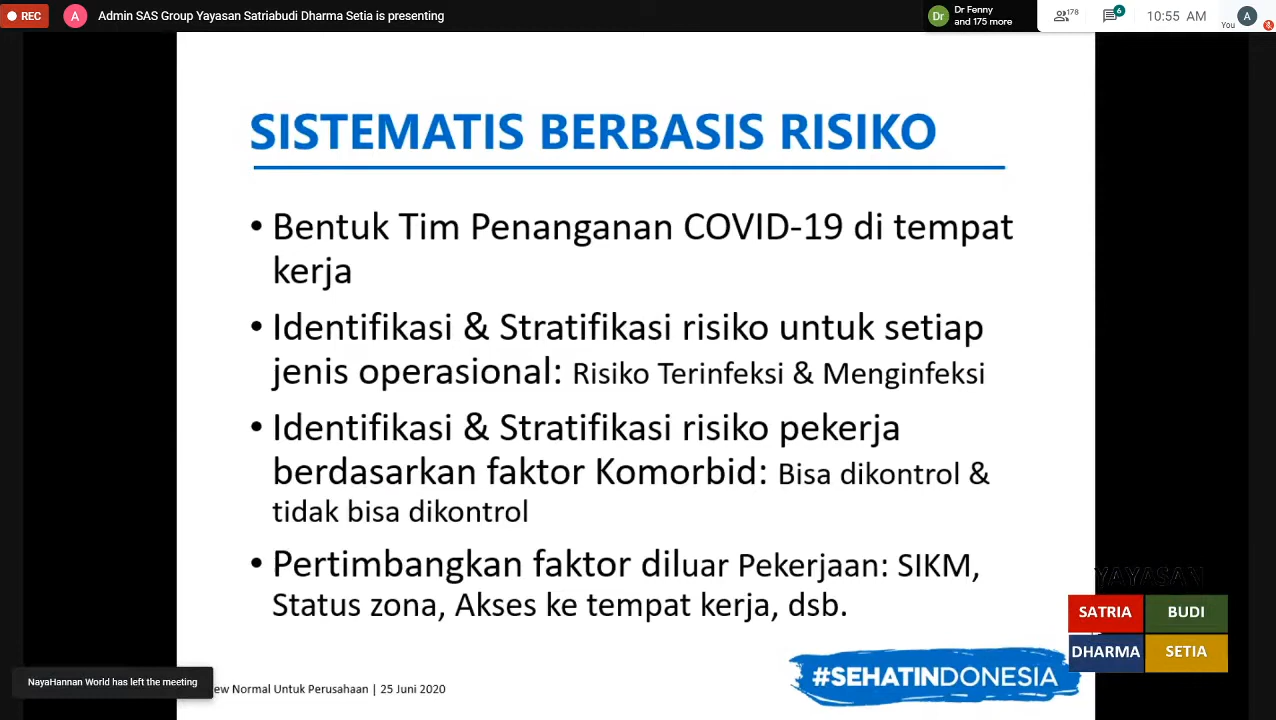 REC
A
Admin SAS Group Yayasan Satriabudi Dharma Setia is presenting
Dr
Dr Fenny
and 175 more
178
6
10:55 AM
You
A
SISTEMATIS BERBASIS RISIKO
• Bentuk Tim Penanganan COVID-19 di tempat
kerja
• Identifikasi & Stratifikasi risiko untuk setiap
jenis operasional: Risiko Terinfeksi & Menginfeksi
• Identifikasi & Stratifikasi risiko pekerja
berdasarkan faktor Komorbid: Bisa dikontrol &
tidak bisa dikontrol
• Pertimbangkan faktor diluar Pekerjaan: SIKM,
Status zona, Akses ke tempat kerja, dsb.
YAYASAN
SATRIA BUDI
DHARMA SETIA
#SEHATINDONESIA
NayaHannan World has left the meeting
ew Normal Untuk Perusahaan | 25 Juni 2020